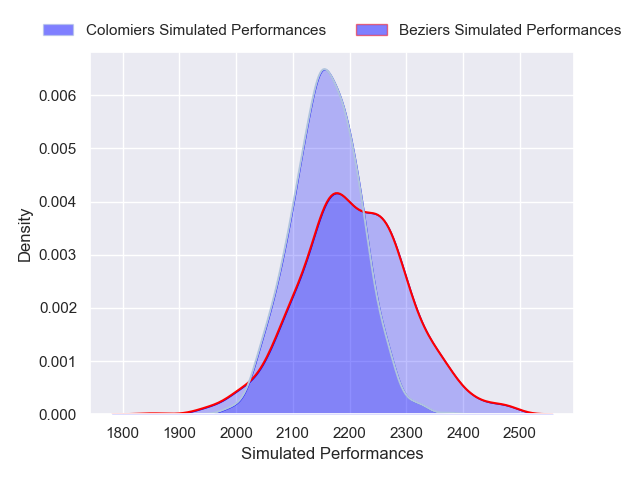 Colomiers Simulated Performances Beziers Simulated Performances
0.006
0.005
0.004
0.003
0.002
0.001
0.000
Density
1800 1900 2000 2100 2200 2300 2400 2500
Simulated Performances